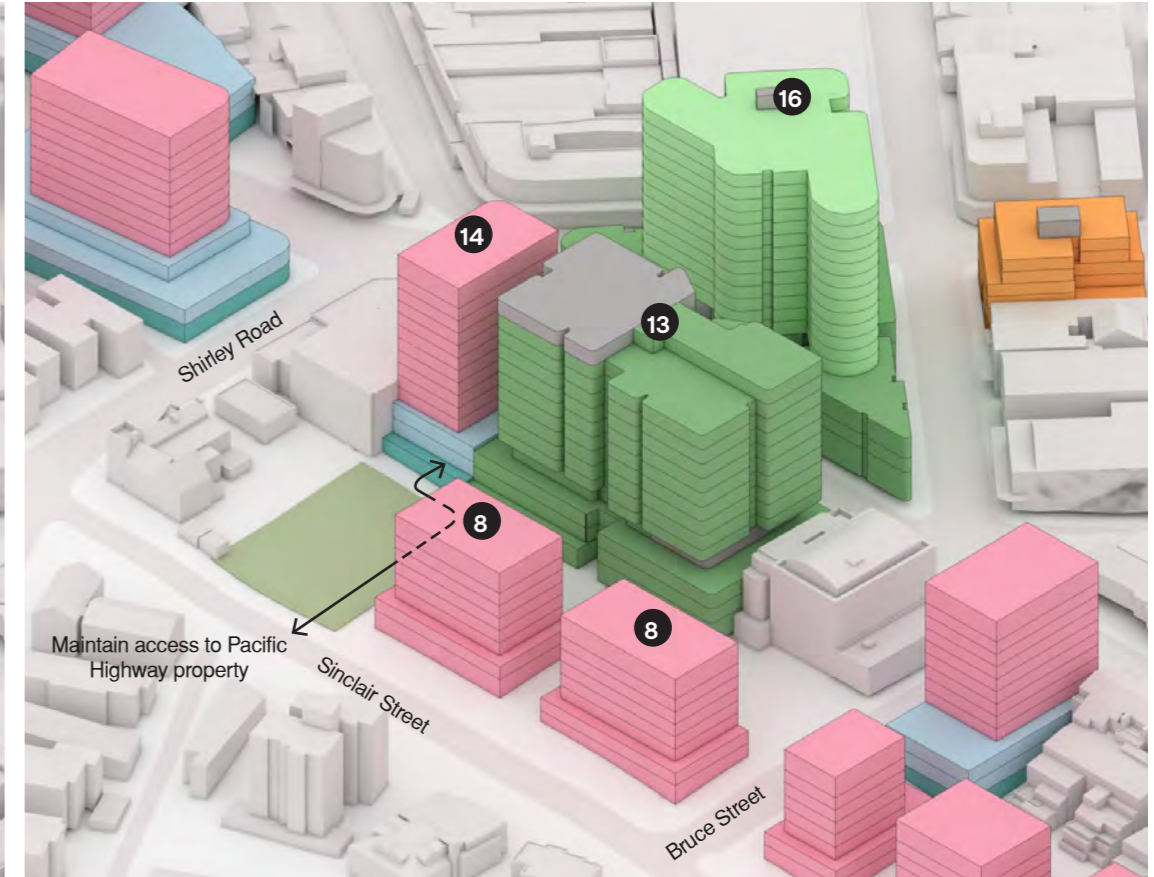 16
14
13
Shirley Road
8
8
Maintain access to Pacific
Highway property
Sinclair Street
Bruce Street